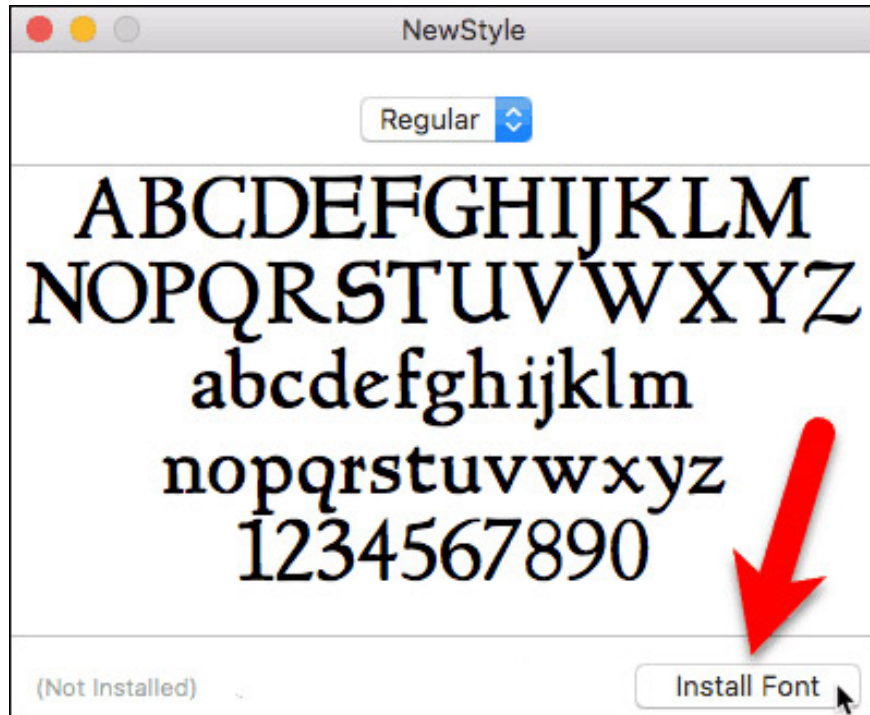 NewStyle
Regular
ABCDEFGHIJKLM
NOPQRSTUVWXYZ
abcdefghijklm
nopqrstuvwxyz
1234567890
(Not Installed)
Install Font